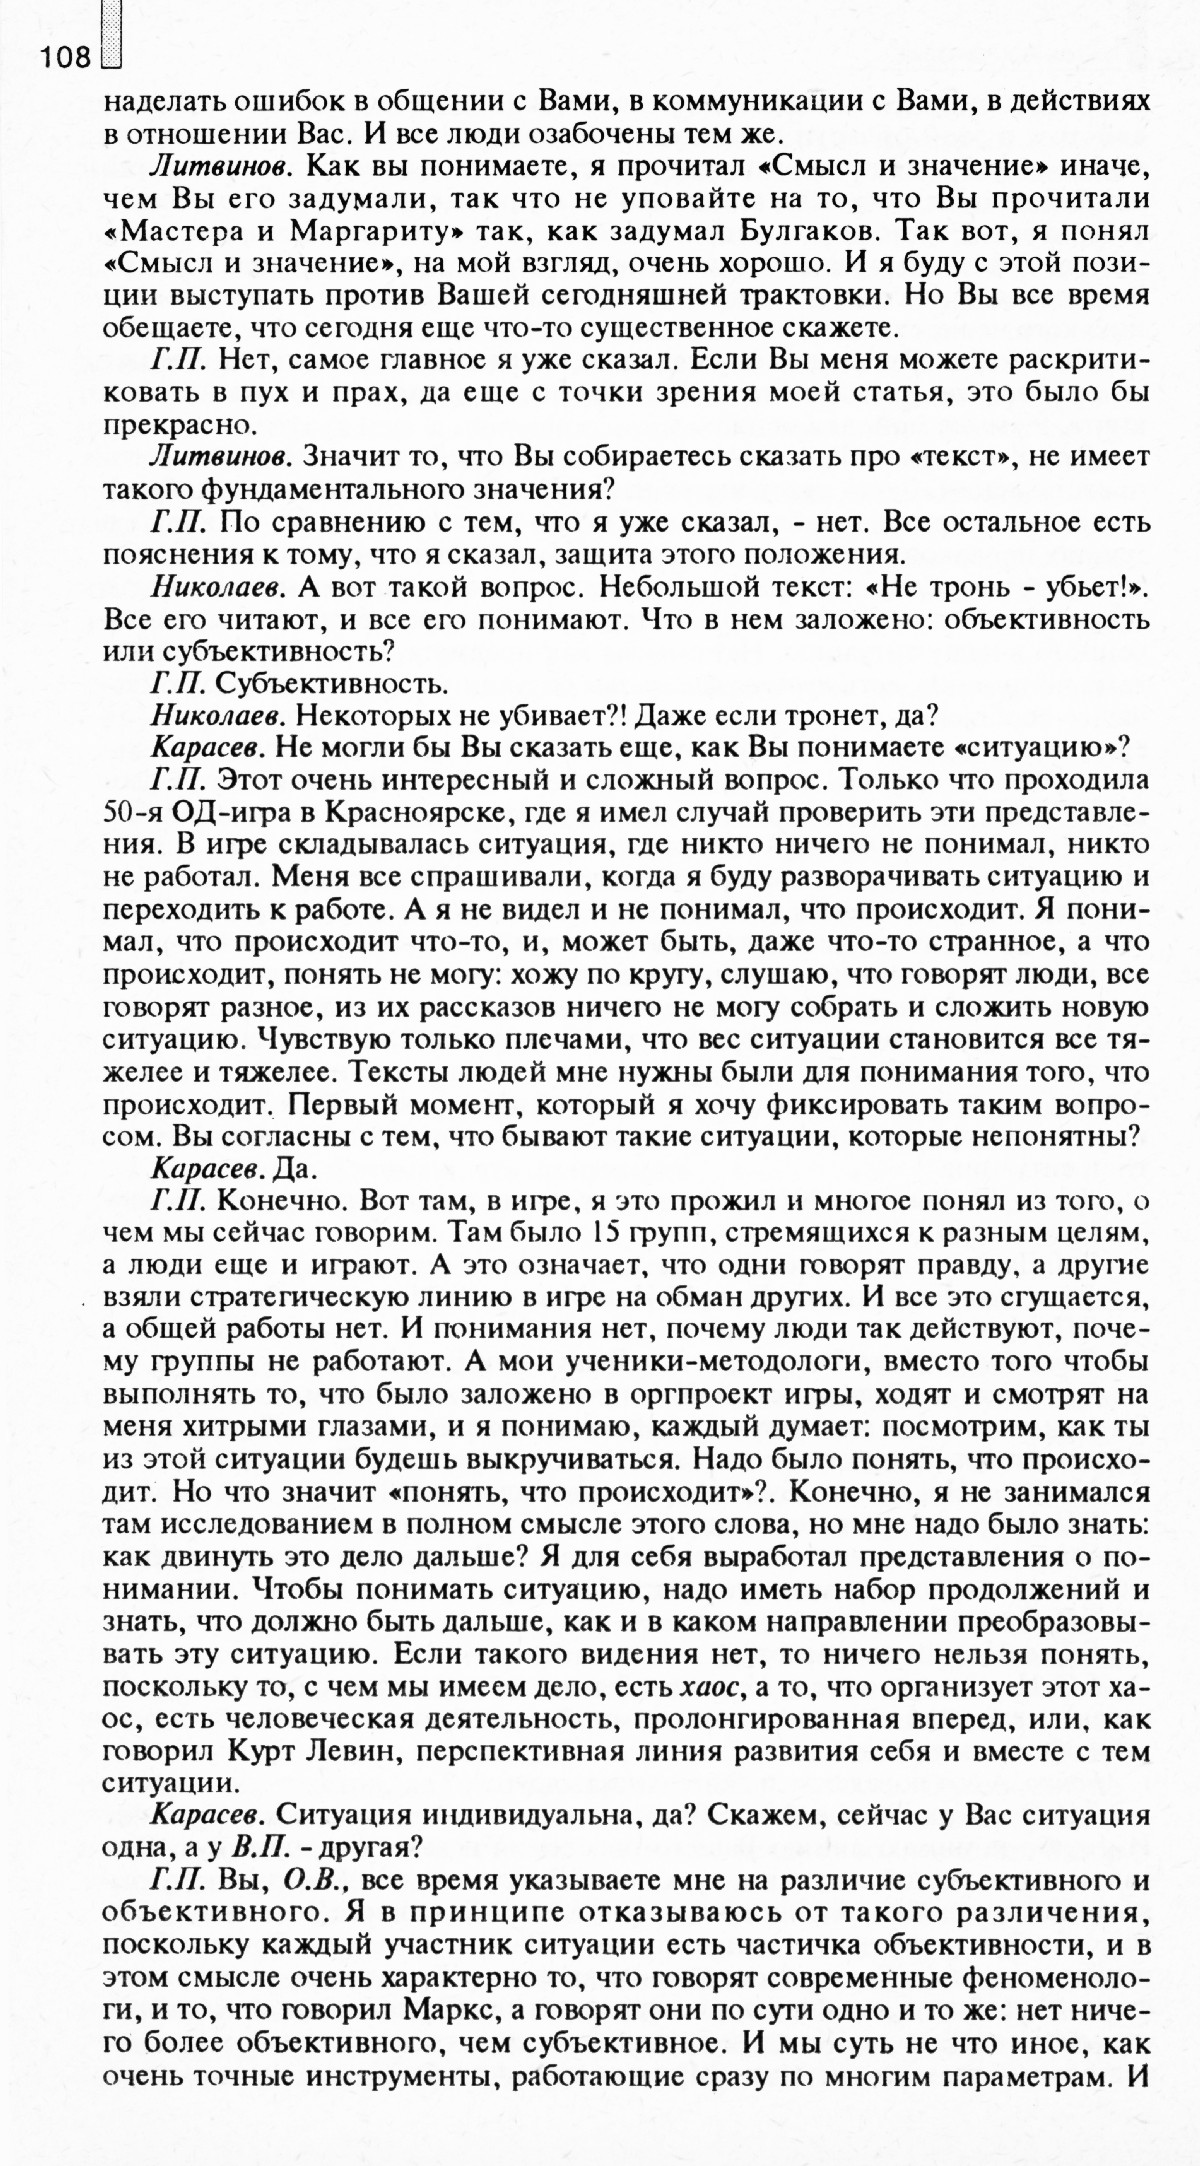 108
наделать ошибок в общении с Вами, в коммуникации с Вами, в действиях
в отношении Вас. И все люди озабочены тем же.
Литвинов. Как вы понимаете, я прочитал «Смысл и значение» иначе,
чем Вы его задумали, так что не уповайте на то, что Вы прочитали
«Мастера и Маргариту» так, как задумал Булгаков. Так вот, я понял
«Смысл и значение», на мой взгляд, очень хорошо. И я буду с этой пози-
ции выступать против Вашей сегодняшней трактовки. Но Вы все время
обещаете, что сегодня еще что-то существенное скажете.
Г.П. Нет, самое главное я уже сказал. Если Вы меня можете раскрити-
ковать в пух и прах, да еще с точки зрения моей статья, это было бы
прекрасно.
Литвинов. Значит то, что Вы собираетесь сказать про «текст», не имеет
такого фундаментального значения?
Г.П. По сравнению с тем, что я уже сказал, - нет. Все остальное есть
пояснения к тому, что я сказал, защита этого положения.
Николаев. А вот такой вопрос. Небольшой текст: «Не тронь - убьет!».
Все его читают, и все его понимают. Что в нем заложено: объективность
или субъективность?
Г.П. Субъективность.
Николаев. Некоторых не убивает?! Даже если тронет, да?
Карасев. Не могли бы Вы сказать еще, как Вы понимаете «ситуацию»?
Г.П. Этот очень интересный и сложный вопрос. Только что проходила
50-я ОД-игра в Красноярске, где я имел случай проверить эти представле-
ния. В игре складывалась ситуация, где никто ничего не понимал, никто
не работал. Меня все спрашивали, когда я буду разворачивать ситуацию и
переходить к работе. А я не видел и не понимал, что происходит. Я пони-
мал, что происходит что-то, и, может быть, даже что-то странное, а что
происходит, понять не могу: хожу по кругу, слушаю, что говорят люди, все
говорят разное, из их рассказов ничего не могу собрать и сложить новую
ситуацию. Чувствую только плечами, что вес ситуации становится все тя-
желее и тяжелее. Тексты людей мне нужны были для понимания того, что
происходит. Первый момент, который я хочу фиксировать таким вопро-
сом. Вы согласны с тем, что бывают такие ситуации, которые непонятны?
Карасев. Да.
Г.П. Конечно. Вот там, в игре, я это прожил и многое понял из того, о
чем мы сейчас говорим. Там было 15 групп, стремящихся к разным целям,
а люди еще и играют. А это означает, что одни говорят правду, а другие
взяли стратегическую линию в игре на обман других. И все это сгущается,
а общей работы нет. И понимания нет, почему люди так действуют, поче-
му группы не работают. А мои ученики-методологи, вместо того чтобы
выполнять то, что было заложено в оргпроект игры, ходят и смотрят на
меня хитрыми глазами, и я понимаю, каждый думает: посмотрим, как ты
из этой ситуации будешь выкручиваться. Надо было понять, что происхо-
дит. Но что значит «понять, что происходит»?. Конечно, я не занимался
там исследованием в полном смысле этого слова, но мне надо было знать:
как двинуть это дело дальше? Я для себя выработал представления о по-
нимании. Чтобы понимать ситуацию, надо иметь набор продолжений и
знать, что должно быть дальше, как и в каком направлении преобразовы-
вать эту ситуацию. Если такого видения нет, то ничего нельзя понять,
поскольку то, с чем мы имеем дело, есть хаос, а то, что организует этот ха-
ос, есть человеческая деятельность, пролонгированная вперед, или, как
говорил Курт Левин, перспективная линия развития себя и вместе с тем
ситуации.
Карасев. Ситуация индивидуальна, да? Скажем, сейчас у Вас ситуация
одна, а у В.П. - другая?
Г.П. Вы, О.В., все время указываете мне на различие субъективного и
объективного. Я в принципе отказываюсь от такого различения,
поскольку каждый участник ситуации есть частичка объективности, и в
этом смысле очень характерно то, что говорят современные феноменоло-
ги, и то, что говорил Маркс, а говорят они по сути одно и то же: нет ниче-
го более объективного, чем субъективное. И мы суть не что иное, как
очень точные инструменты, работающие сразу по многим параметрам. И